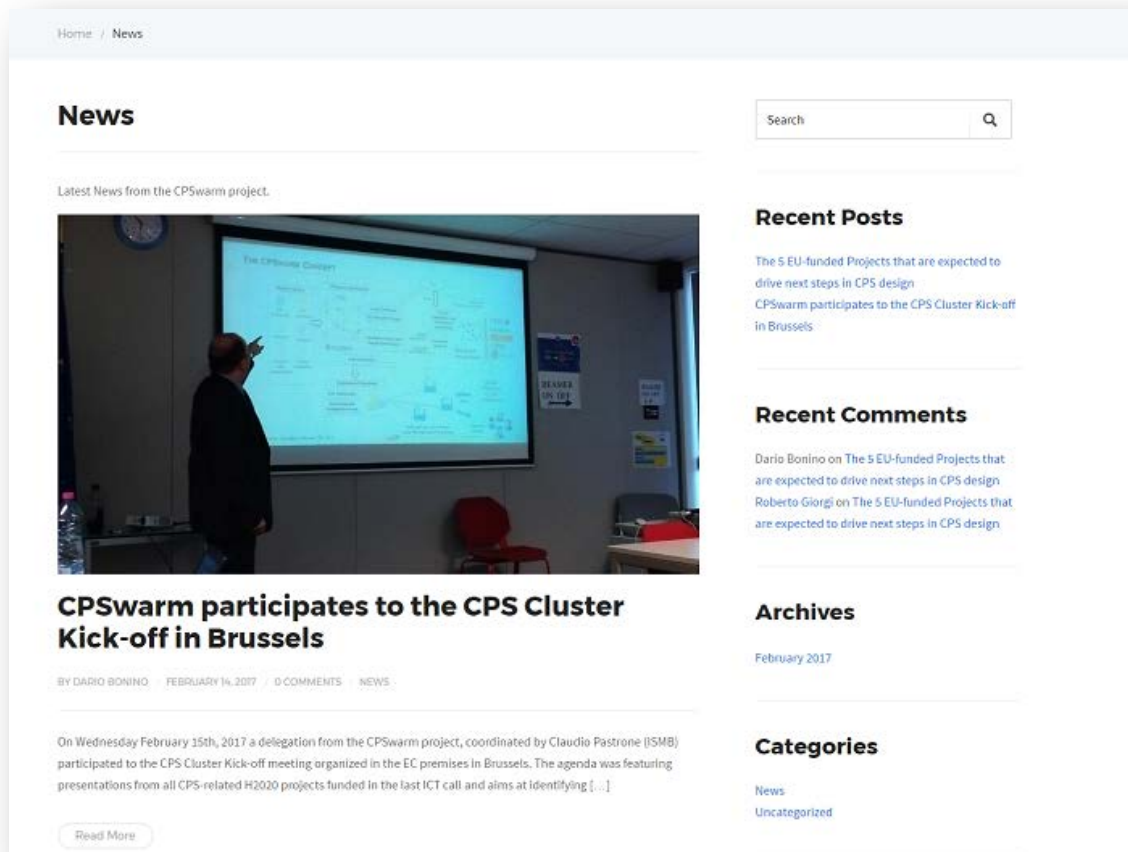 Home / News
News
Latest News from the CPSwarm project.
THE CPSWARM CONCEPT
BEAMER
ON OFF
CPSwarm participates to the CPS Cluster
Kick-off in Brussels
BY DARIO BONINO / FEBRUARY 14, 2017 / 0 COMMENTS / NEWS
On Wednesday February 15th, 2017 a delegation from the CPSwarm project, coordinated by Claudio Pastrone (ISMB)
participated to the CPS Cluster Kick-off meeting organized in the EC premises in Brussels. The agenda was featuring
presentations from all CPS-related H2020 projects funded in the last ICT call and aims at identifying [...]
Read More
Search
Recent Posts
The 5 EU-funded Projects that are expected to
drive next steps in CPS design
CPSwarm participates to the CPS Cluster Kick-off
in Brussels
Recent Comments
Dario Bonino on The 5 EU-funded Projects that
are expected to drive next steps in CPS design
Roberto Giorgi on The 5 EU-funded Projects that
are expected to drive next steps in CPS design
Archives
February 2017
Categories
News
Uncategorized